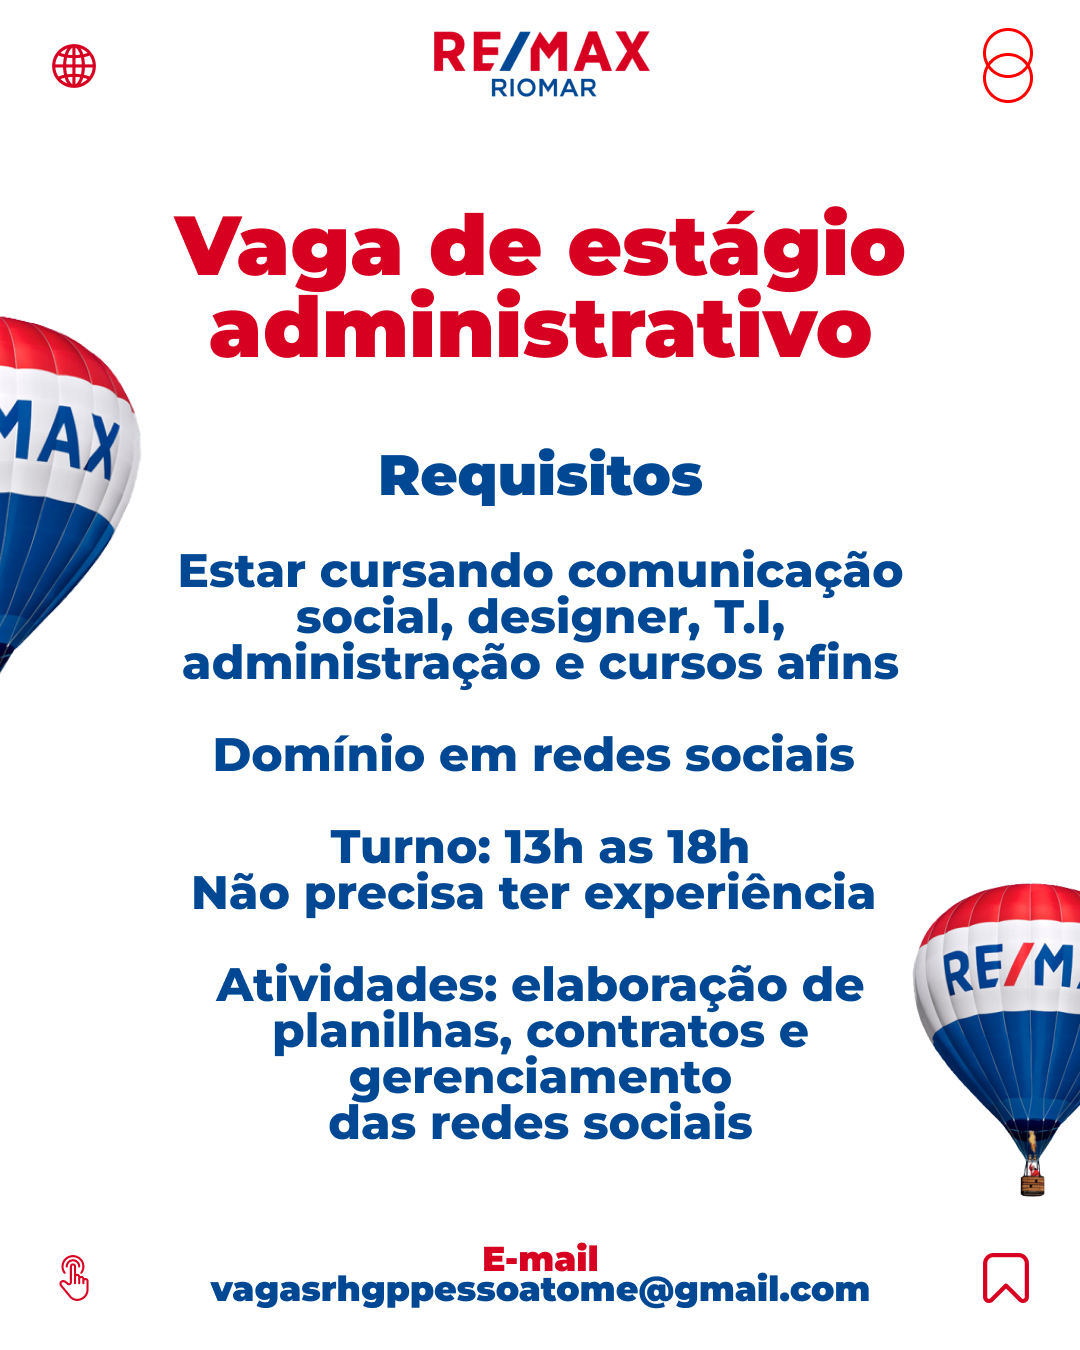 RE/MAX
RIOMAR
Vaga de estágio
administrativo
MAX
Requisitos
Estar cursando comunicação
social, designer, T.I,
administração e cursos afins
Domínio em redes sociais
Turno: 13h as 18h
Não precisa ter experiência
RE/M
Atividades: elaboração de
planilhas, contratos e
gerenciamento
das redes sociais
E-mail
vagasrhgppessoatome@gmail.com